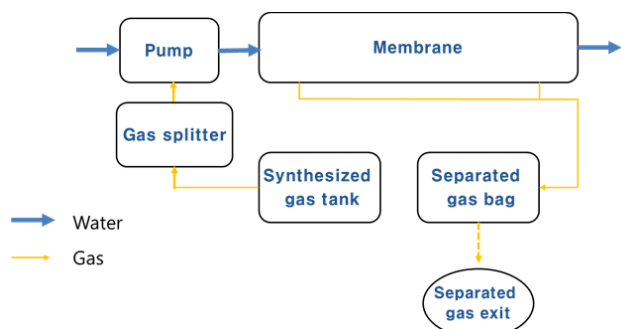 Pump
Membrane
Gas splitter
Synthesized
gas tank
Separated
gas bag
Water
Gas
Separated
gas exit